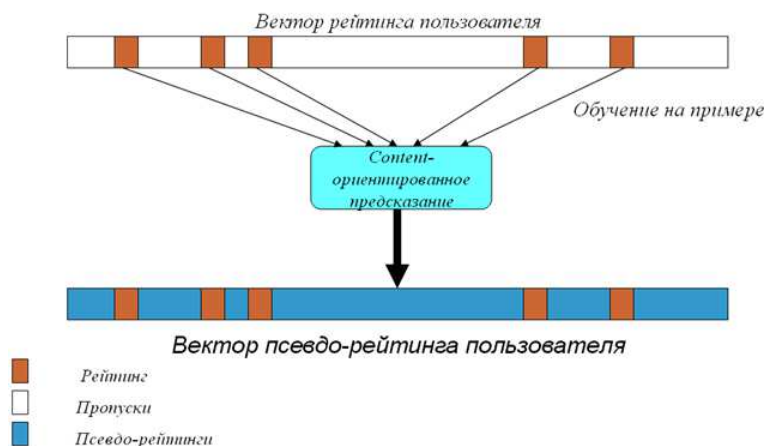 Вектор рейтинга пользователя
Обучение на примере
Content-
ориентированное
предсказание
Вектор псевдо-рейтинга пользователя
Рейтинг
Пропуски
Псевдо-рейтинги